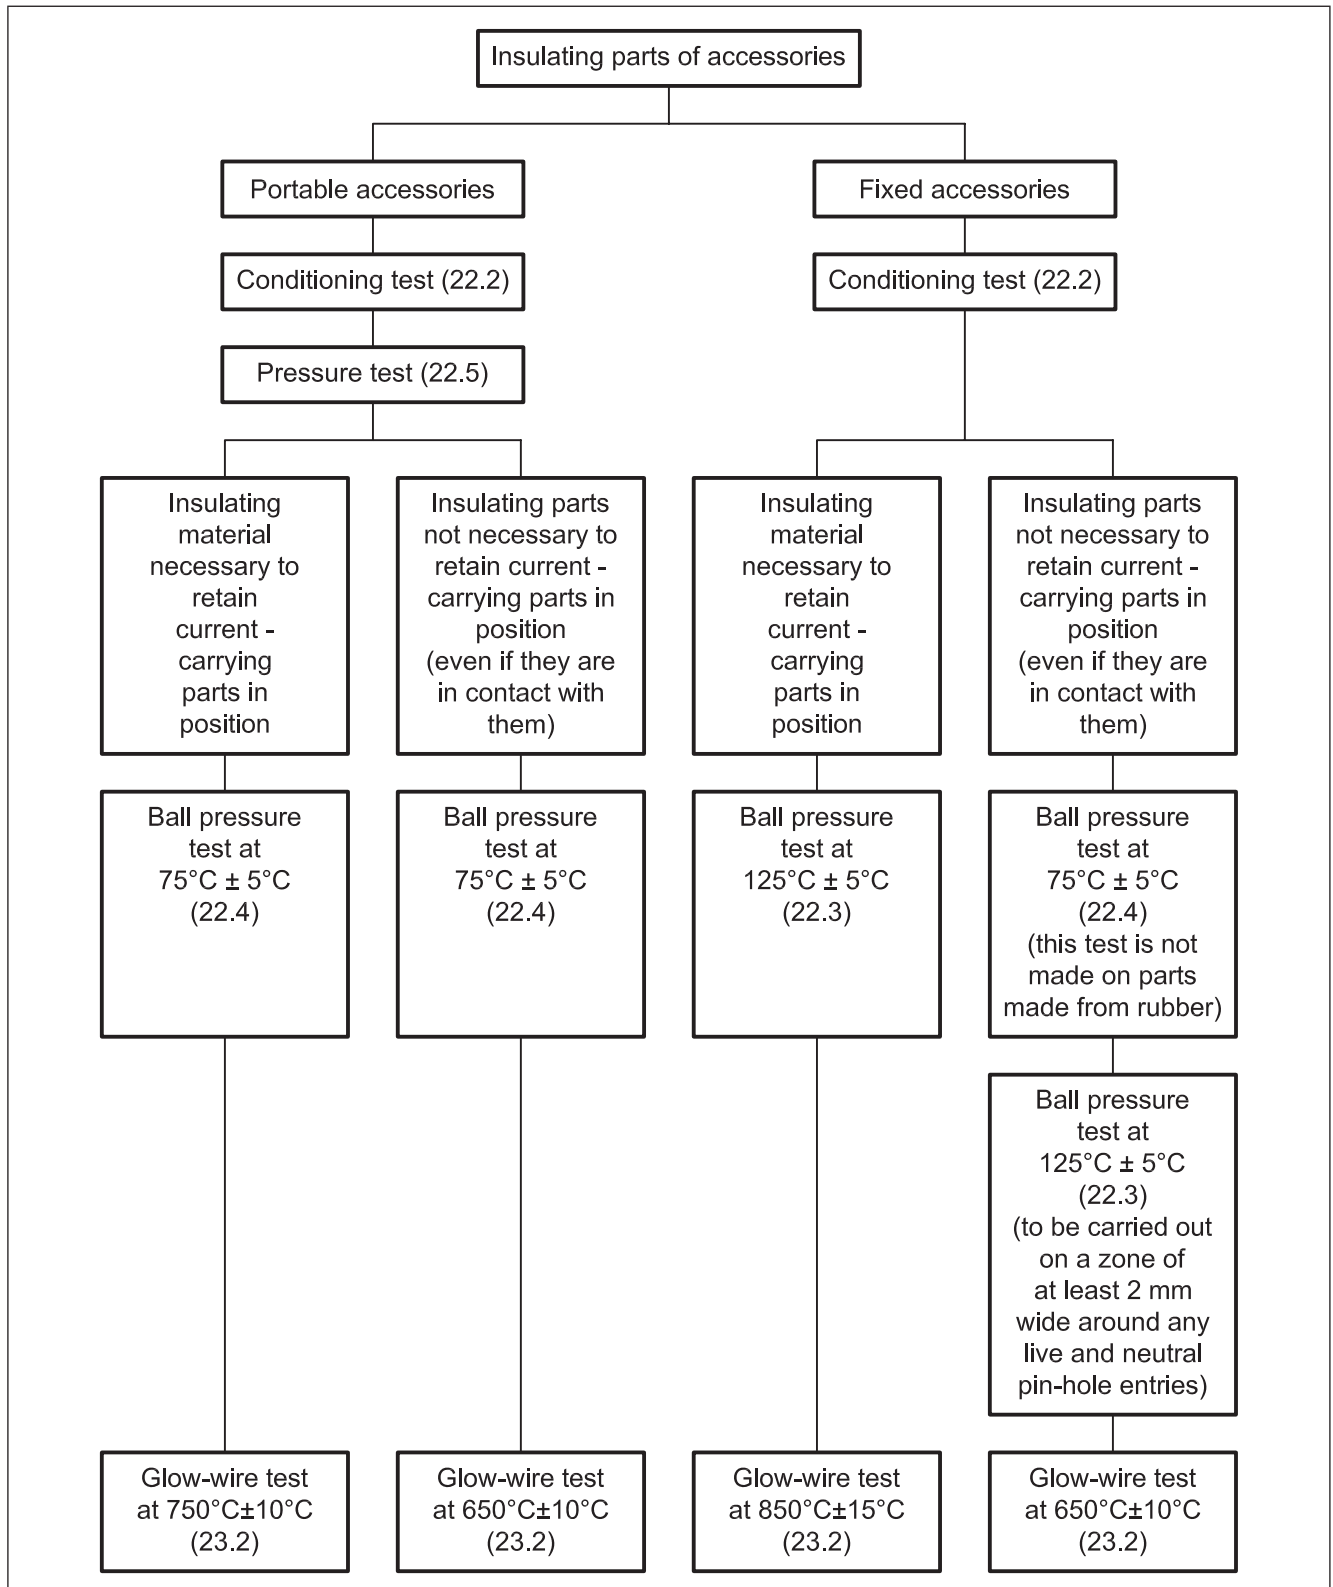 Insulating parts of accessories
Portable accessories
Fixed accessories
Conditioning test (22.2)
Conditioning test (22.2)
Pressure test (22.5)
Insulating
material
necessary to
retain
current -
carrying
parts in
position
Insulating parts
not necessary to
retain current -
carrying parts in
position
(even if they are
in contact with
them)
Insulating
material
necessary to
retain
current -
carrying
parts in
position
Insulating parts
not necessary to
retain current -
carrying parts in
position
(even if they are
in contact with
them)
Ball pressure
test at
75°C ± 5°C
(22.4)
Ball pressure
test at
75°C ± 5°C
(22.4)
Ball pressure
test at
125°C ± 5°C
(22.3)
Ball pressure
test at
75°C ± 5°C
(22.4)
(this test is not
made on parts
made from rubber)
Ball pressure
test at
125°C ± 5°C
(22.3)
(to be carried out
on a zone of
at least 2 mm
wide around any
live and neutral
pin-hole entries)
Glow-wire test
at 750°C±10°C
(23.2)
Glow-wire test
at 650°C±10°C
(23.2)
Glow-wire test
at 850°C±15°C
(23.2)
Glow-wire test
at 650°C±10°C
(23.2)